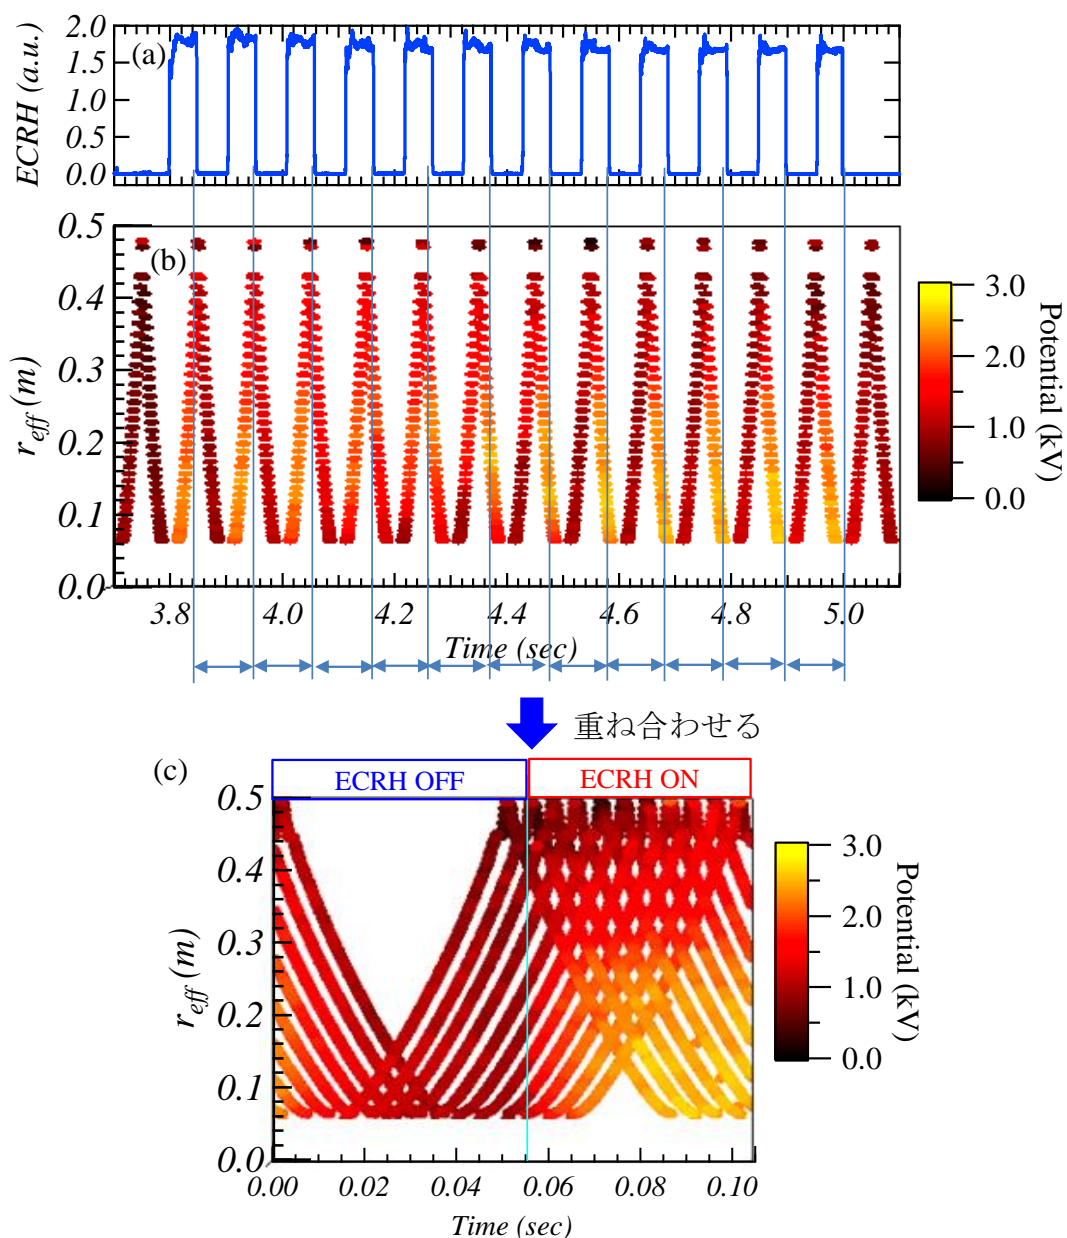 2.0
1.5
1.0
0.5
0.0
ECRH (a.u.)
(a)
0.5
0.4
0.3
0.2
0.1
0.0
r_eff (m)
(b)
3.8 4.0 4.2 4.4 4.6 4.8 5.0
Time (sec)
3.0
2.0
1.0
0.0
Potential (kV)
重ね合わせる
(c)
ECRH OFF ECRH ON
0.5
0.4
0.3
0.2
0.1
0.0
r_eff (m)
0.00 0.02 0.04 0.06 0.08 0.10
Time (sec)
3.0
2.0
1.0
0.0
Potential (kV)